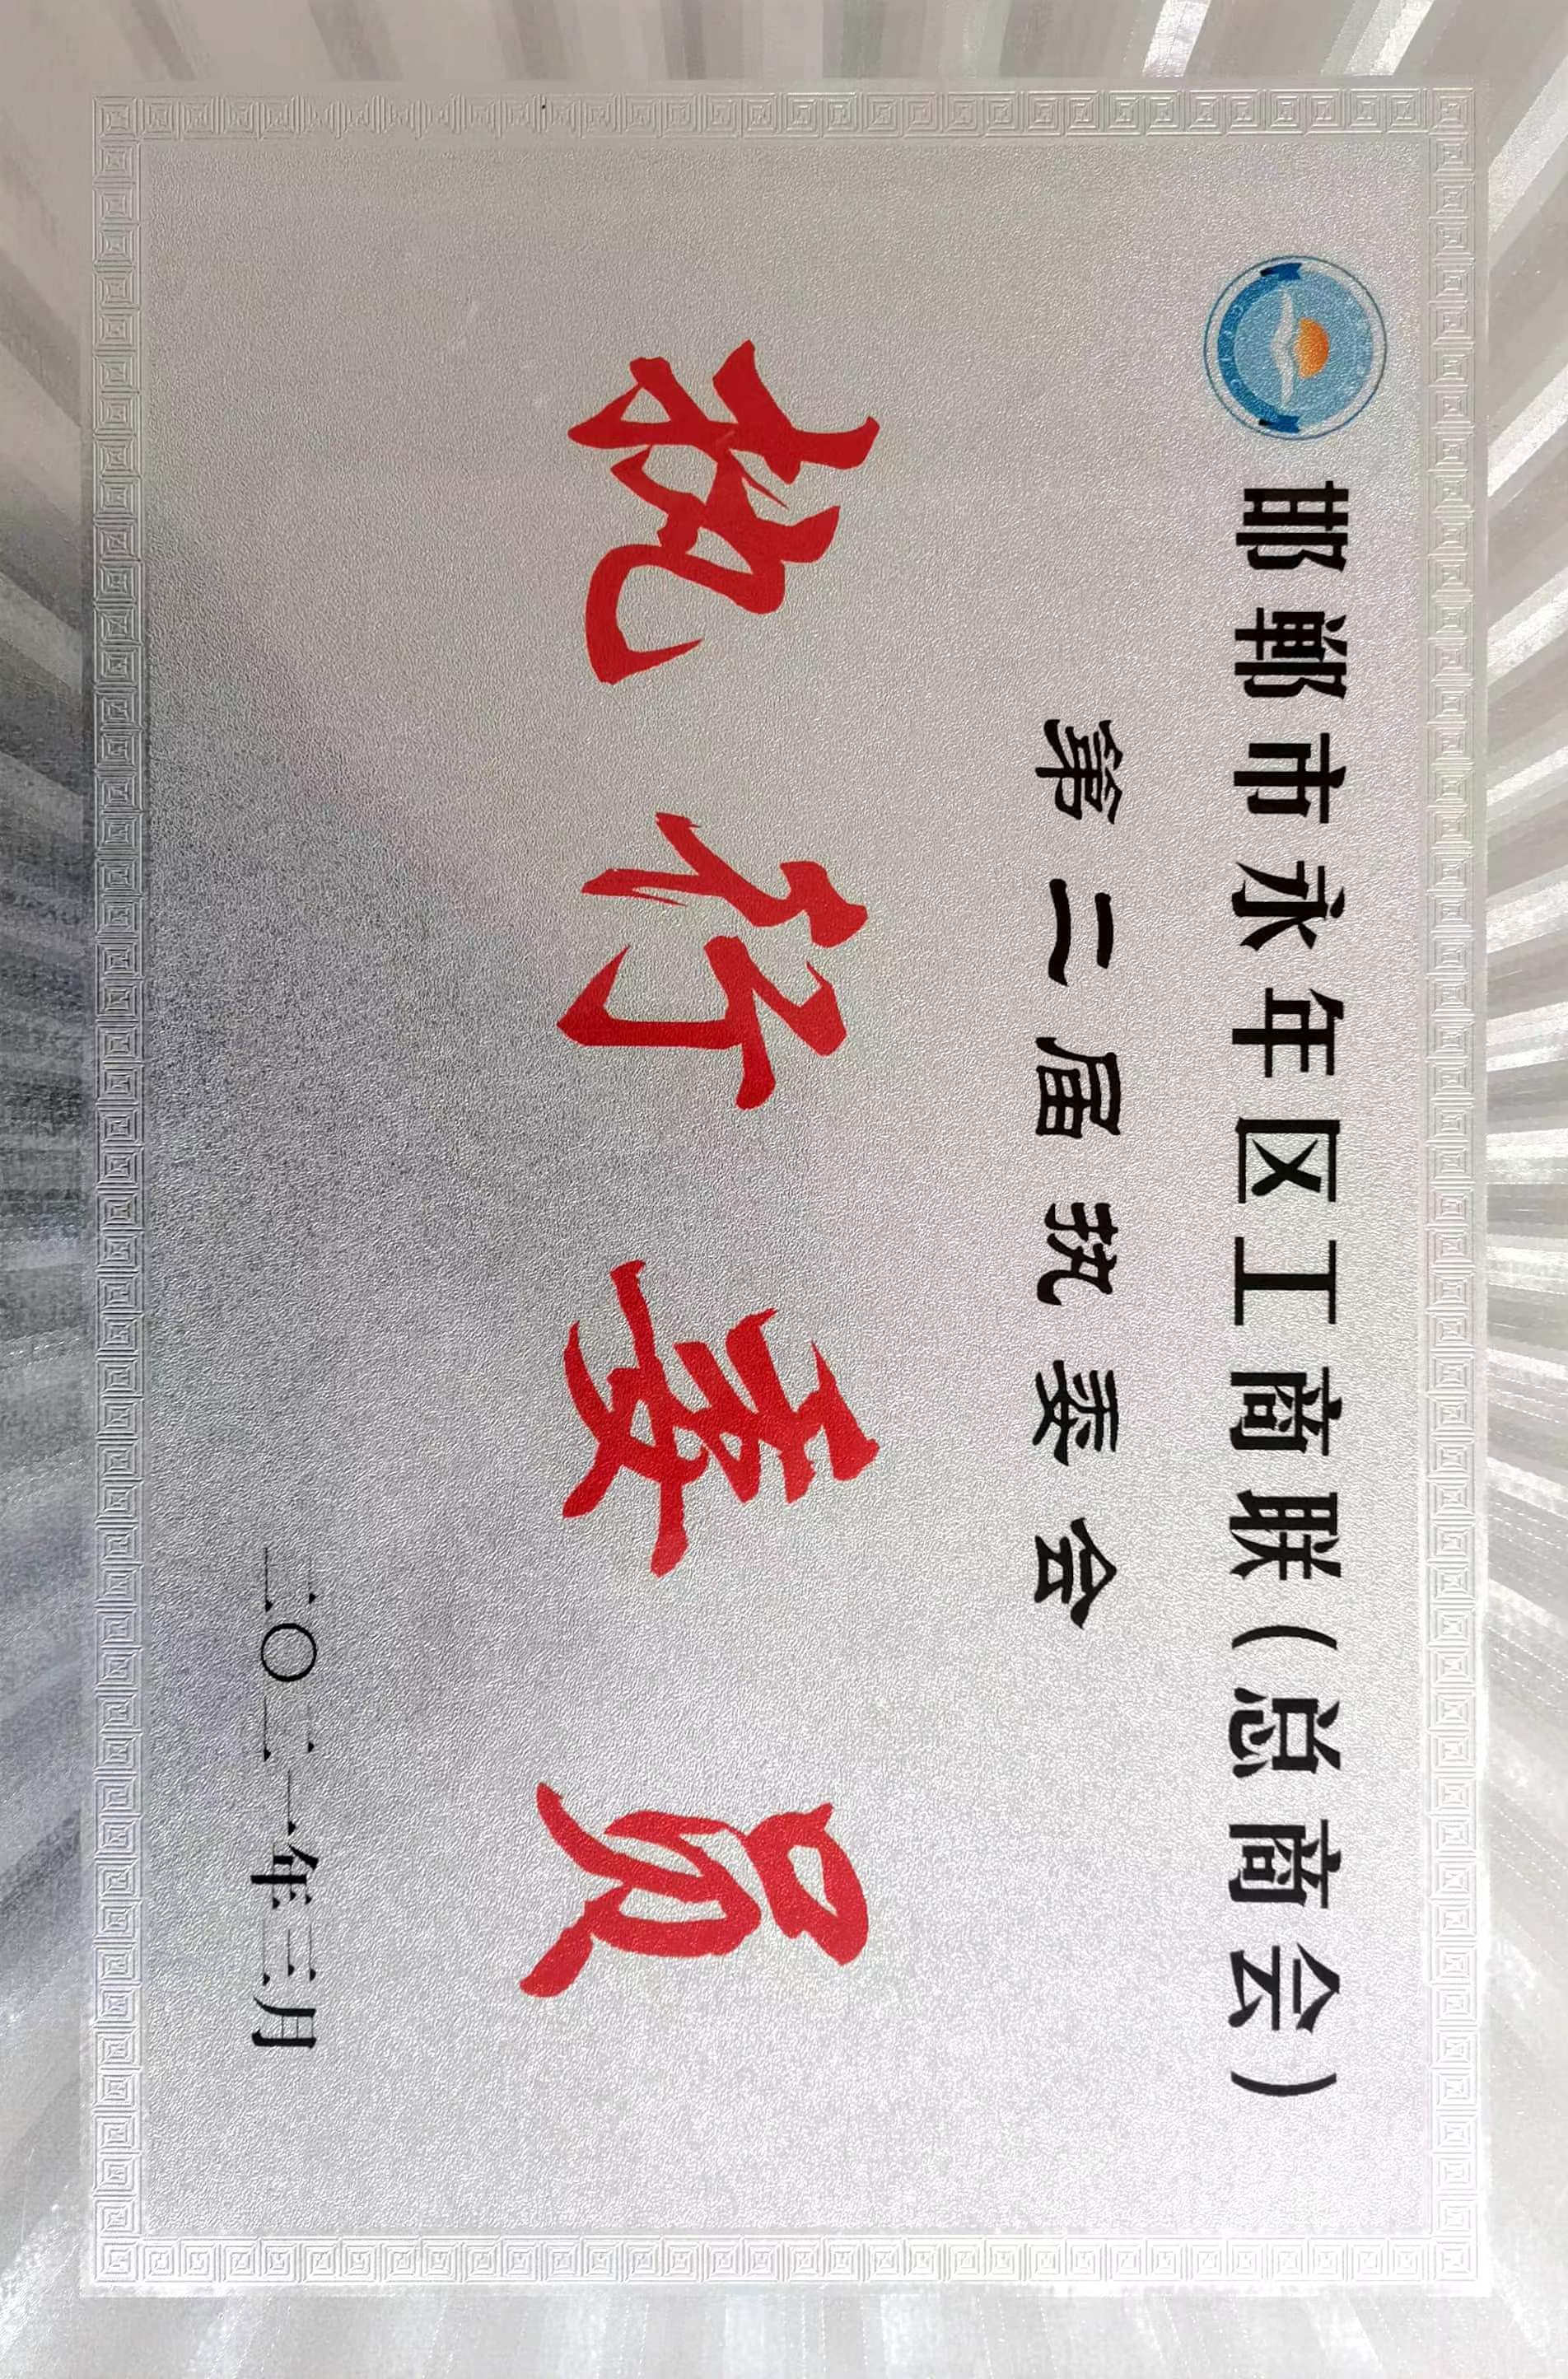 邯郸市永年区工商联(总商会)
第二届执委会
执行委员
二〇二一年三月